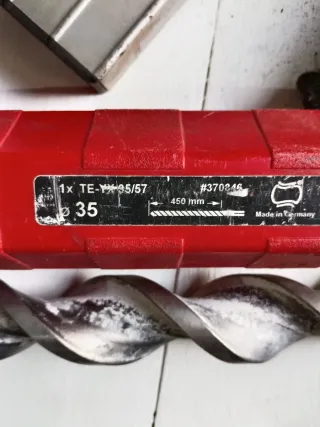 1x TE-YX 35/57 #370846
ø 35 450 mm
Made in Germany